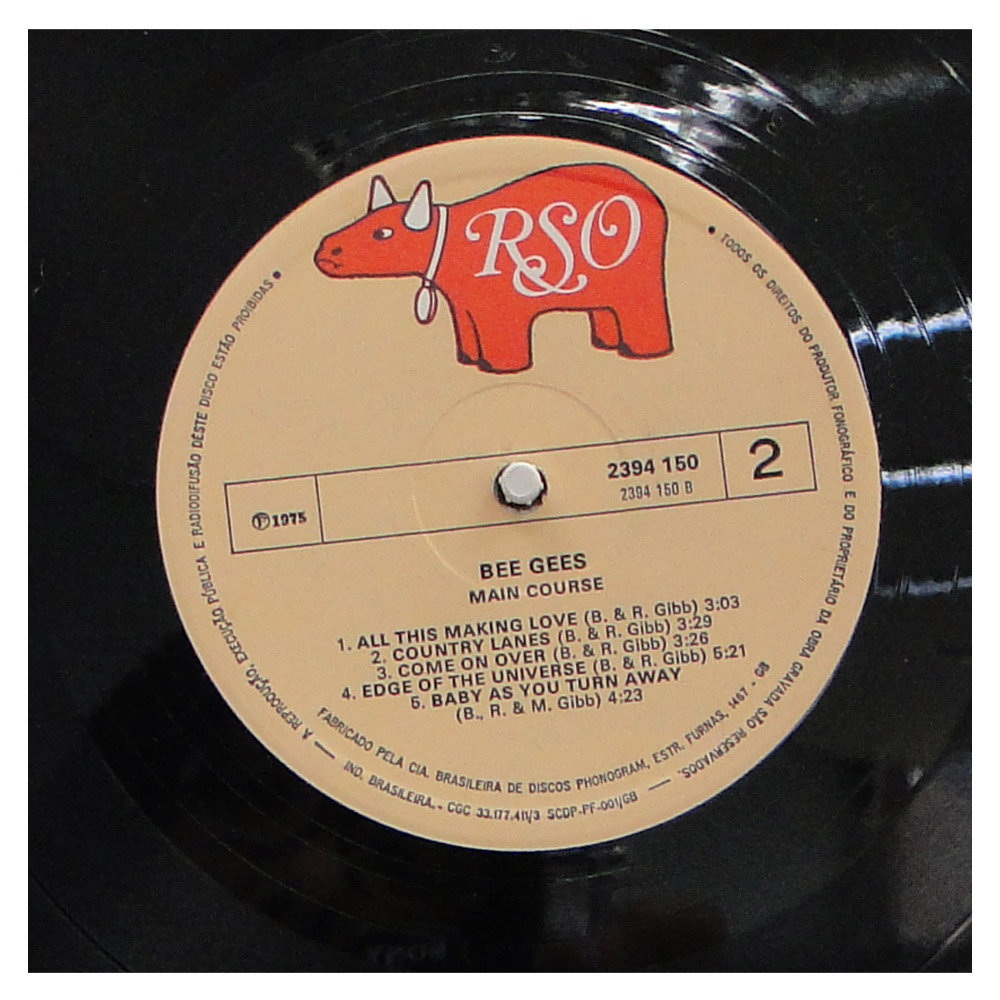 RSO
Ⓟ1975
2394 150
2394 150 B
2
BEE GEES
MAIN COURSE
1. ALL THIS MAKING LOVE (B. & R. Gibb) 3:03
2. COUNTRY LANES (B. & R. Gibb) 3:29
3. COME ON OVER (B. & R. Gibb) 3:26
4. EDGE OF THE UNIVERSE (B. & R. Gibb) 5:21
5. BABY AS YOU TURN AWAY
(B., R. & M. Gibb) 4:23
FABRICADO PELA CIA. BRASILEIRA DE DISCOS PHONOGRAM, ESTR. FURNAS, 1467 - GB
• TODOS OS DIREITOS DO PRODUTOR FONOGRÁFICO E DO PROPRIETÁRIO DA OBRA GRAVADA SÃO RESERVADOS. —
IND. BRASILEIRA. - CGC 33.177.411/3 SCDP-PF-001/GB
— A REPRODUÇÃO, EXECUÇÃO PÚBLICA E RADIODIFUSÃO DÊSTE DISCO ESTÃO PROIBIDAS •